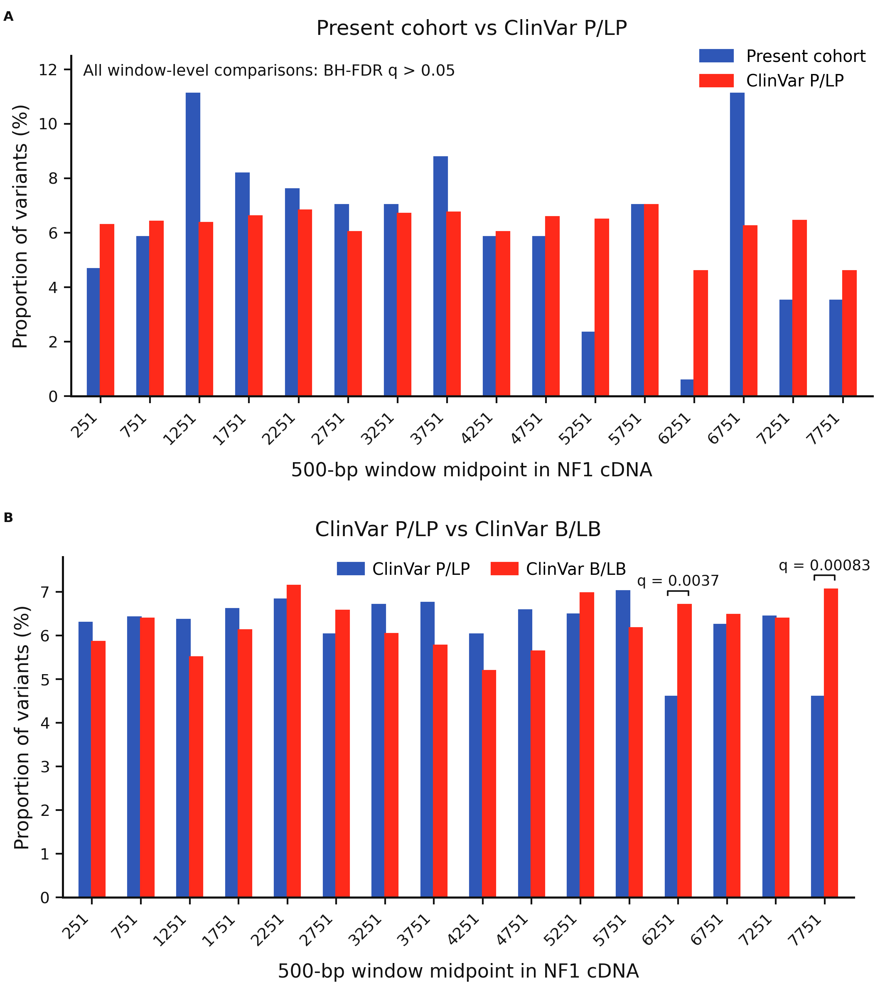 A
Present cohort vs ClinVar P/LP
Present cohort
ClinVar P/LP
All window-level comparisons: BH-FDR q > 0.05
Proportion of variants (%)
12
10
8
6
4
2
0
251 751 1251 1751 2251 2751 3251 3751 4251 4751 5251 5751 6251 6751 7251 7751
500-bp window midpoint in NF1 cDNA
B
ClinVar P/LP vs ClinVar B/LB
ClinVar P/LP ClinVar B/LB
q = 0.0037
q = 0.00083
Proportion of variants (%)
7
6
5
4
3
2
1
0
251 751 1251 1751 2251 2751 3251 3751 4251 4751 5251 5751 6251 6751 7251 7751
500-bp window midpoint in NF1 cDNA